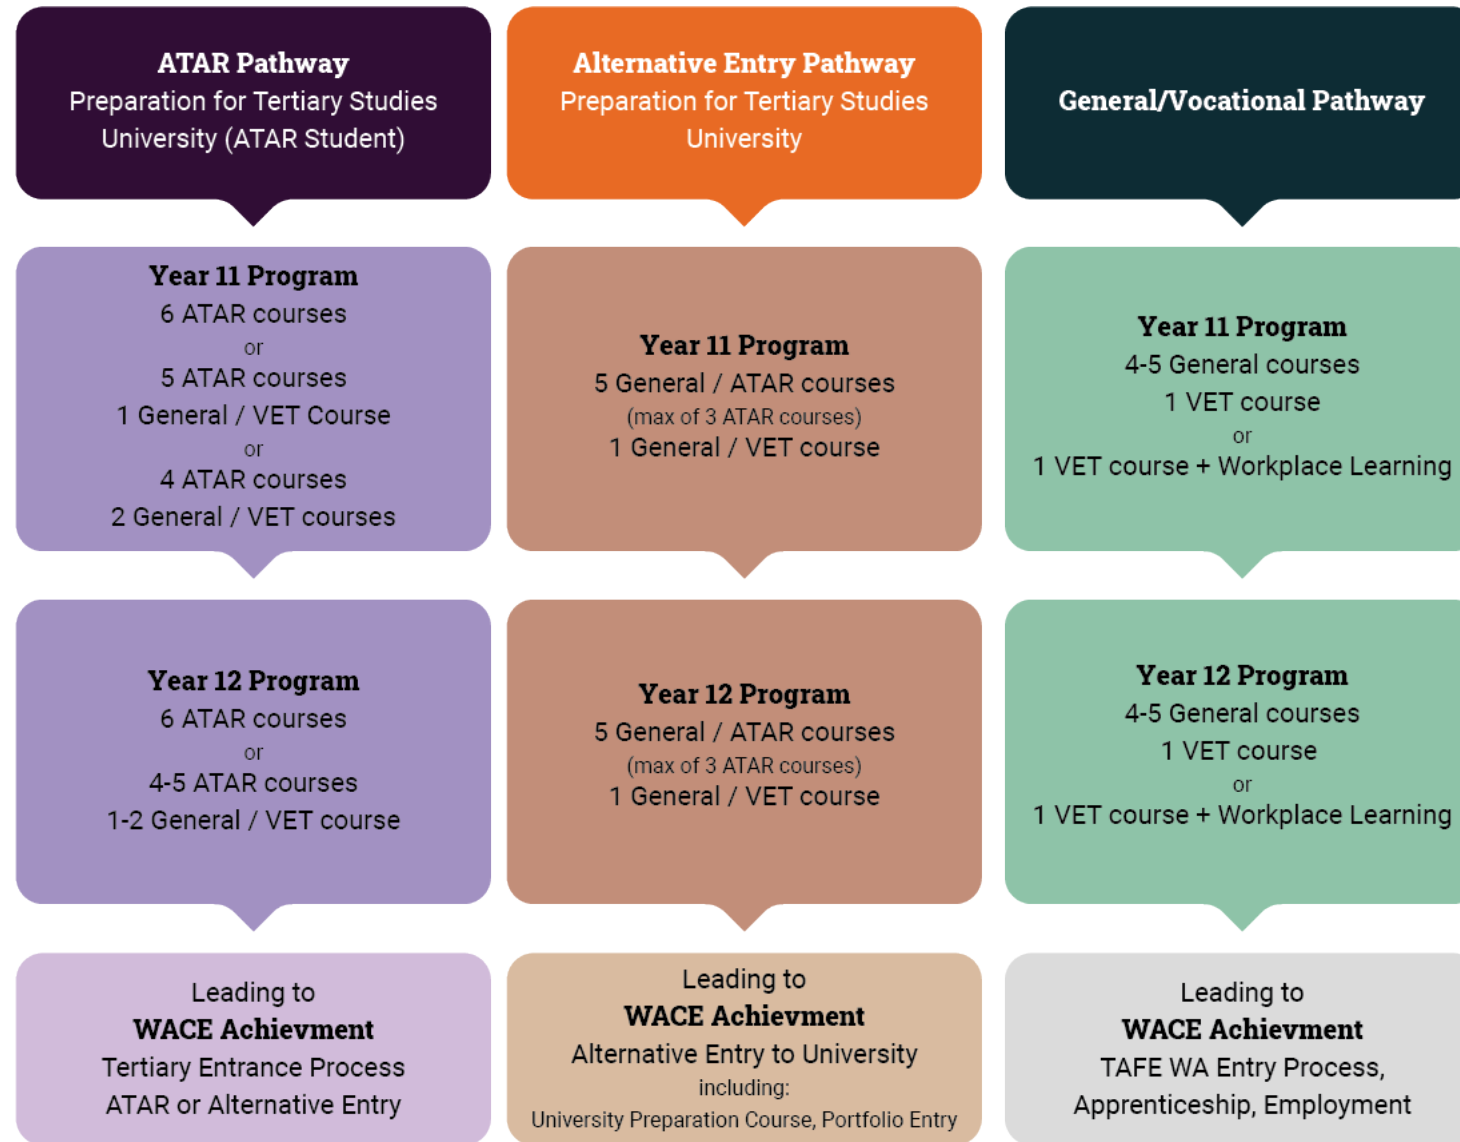 ATAR Pathway
Preparation for Tertiary Studies
University (ATAR Student)
Year 11 Program
6 ATAR courses
or
5 ATAR courses
1 General / VET Course
or
4 ATAR courses
2 General / VET courses
Year 12 Program
6 ATAR courses
or
4-5 ATAR courses
1-2 General / VET course
Leading to
WACE Achievment
Tertiary Entrance Process
ATAR or Alternative Entry
Alternative Entry Pathway
Preparation for Tertiary Studies
University
Year 11 Program
5 General / ATAR courses
(max of 3 ATAR courses)
1 General / VET course
Year 12 Program
5 General / ATAR courses
(max of 3 ATAR courses)
1 General / VET course
Leading to
WACE Achievment
Alternative Entry to University
including:
University Preparation Course, Portfolio Entry
General/Vocational Pathway
Year 11 Program
4-5 General courses
1 VET course
or
1 VET course + Workplace Learning
Year 12 Program
4-5 General courses
1 VET course
or
1 VET course + Workplace Learning
Leading to
WACE Achievment
TAFE WA Entry Process,
Apprenticeship, Employment